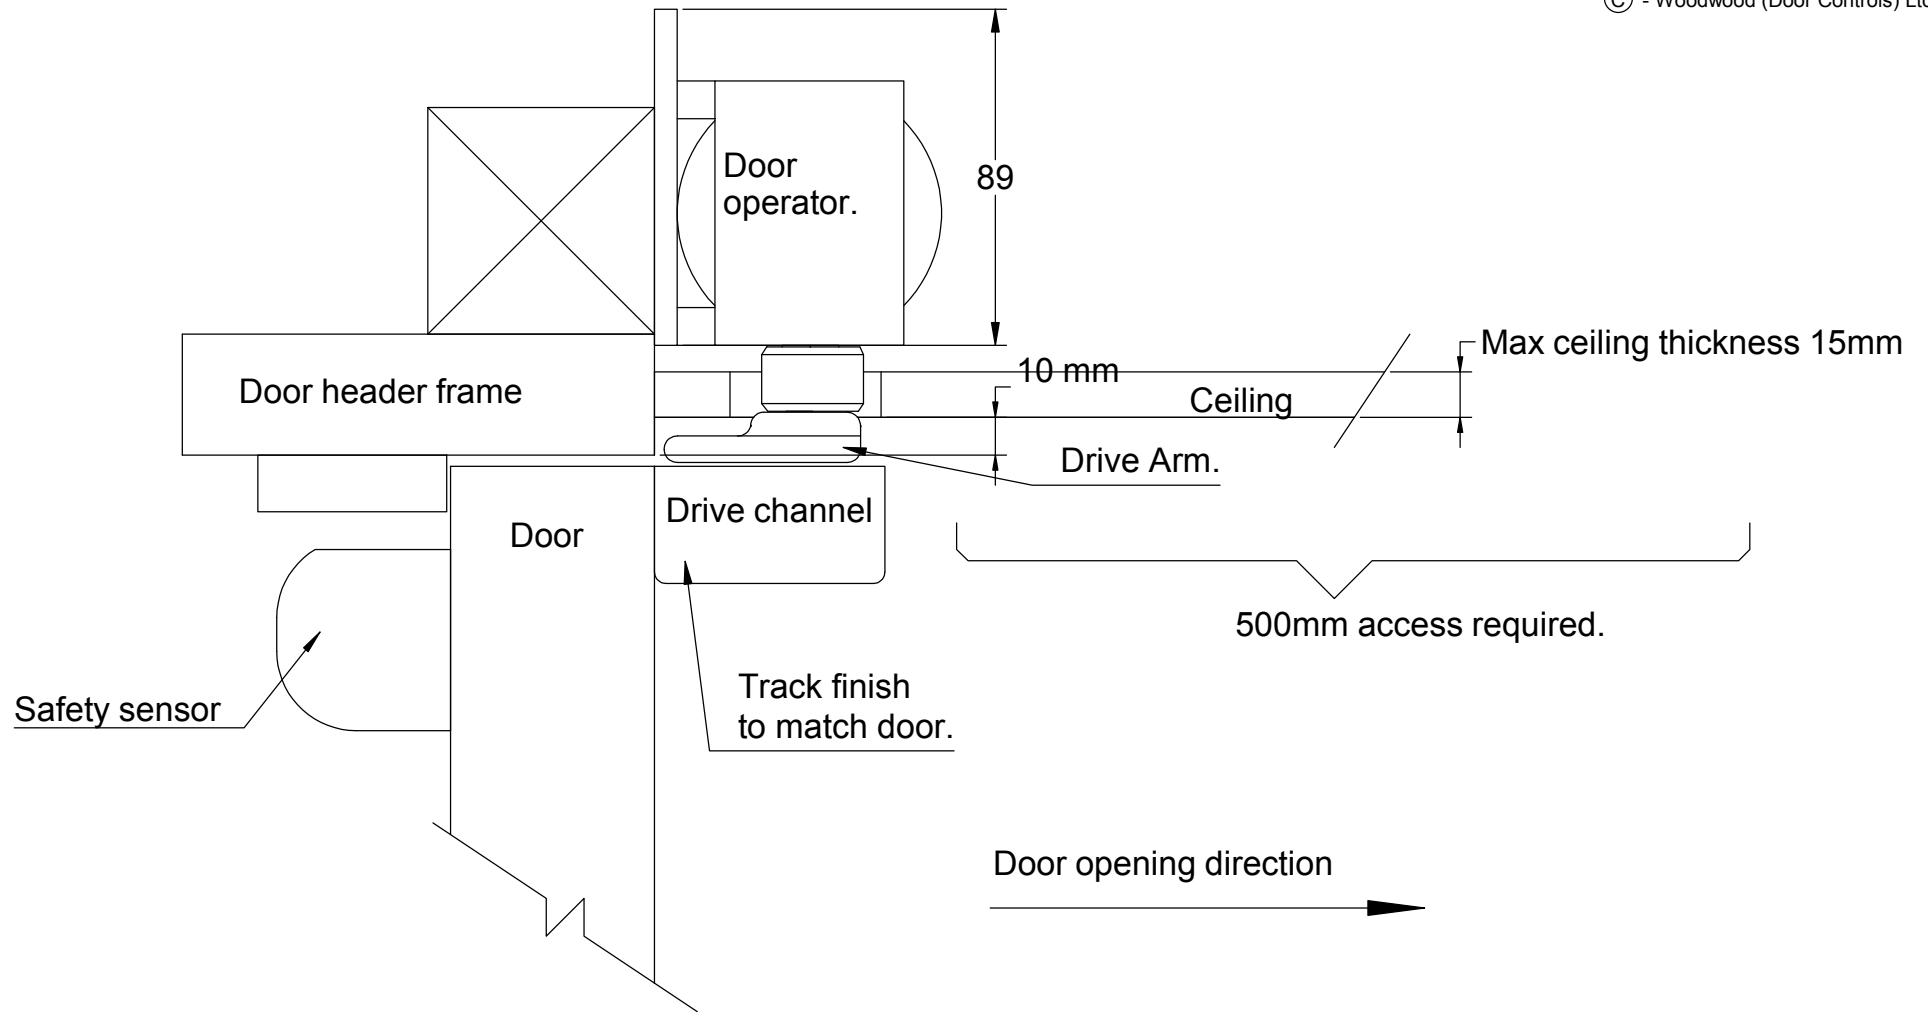 © - Woodwood (Door Controls) Ltd
Door
operator.
89
Max ceiling thickness 15mm
10 mm
Door header frame
Ceiling
Drive Arm.
Drive channel
Door
500mm access required.
Track finish
to match door.
Safety sensor
Door opening direction